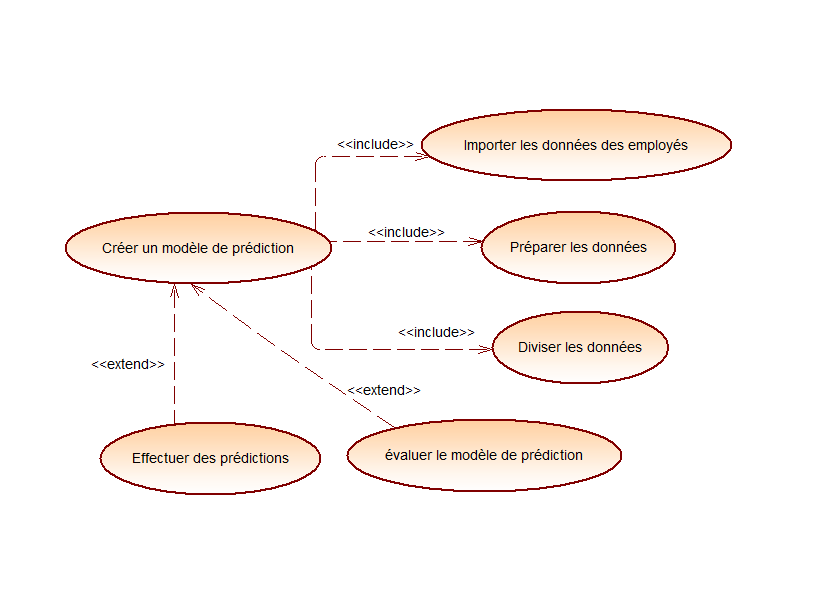 <<include>>
Importer les données des employés
<<include>>
Créer un modèle de prédiction
Préparer les données
<<include>>
Diviser les données
<<extend>>
<<extend>>
Effectuer des prédictions
évaluer le modèle de prédiction